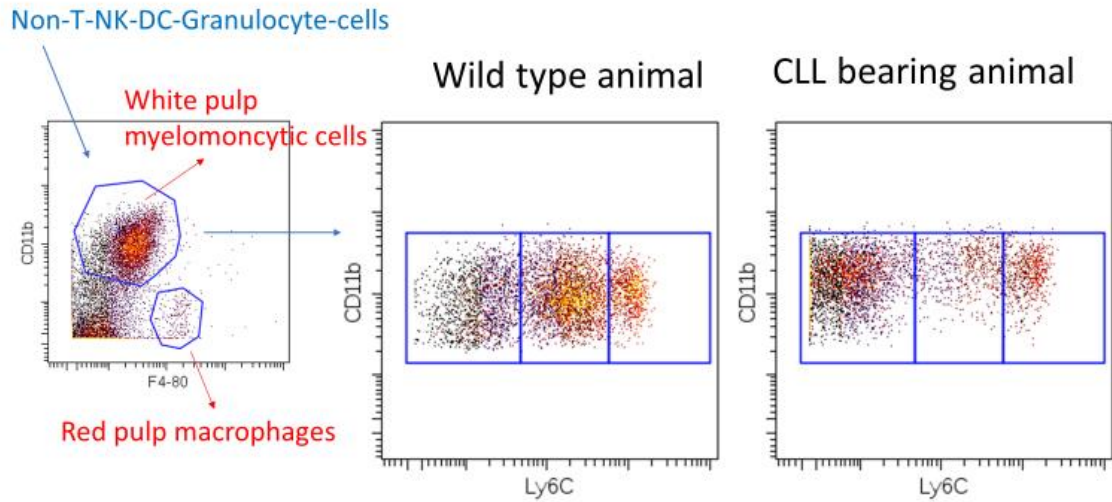 Non-T-NK-DC-Granulocyte-cells
White pulp
myelomoncytic cells
CD11b
F4-80
Red pulp macrophages
Wild type animal
CD11b
Ly6C
CLL bearing animal
CD11b
Ly6C